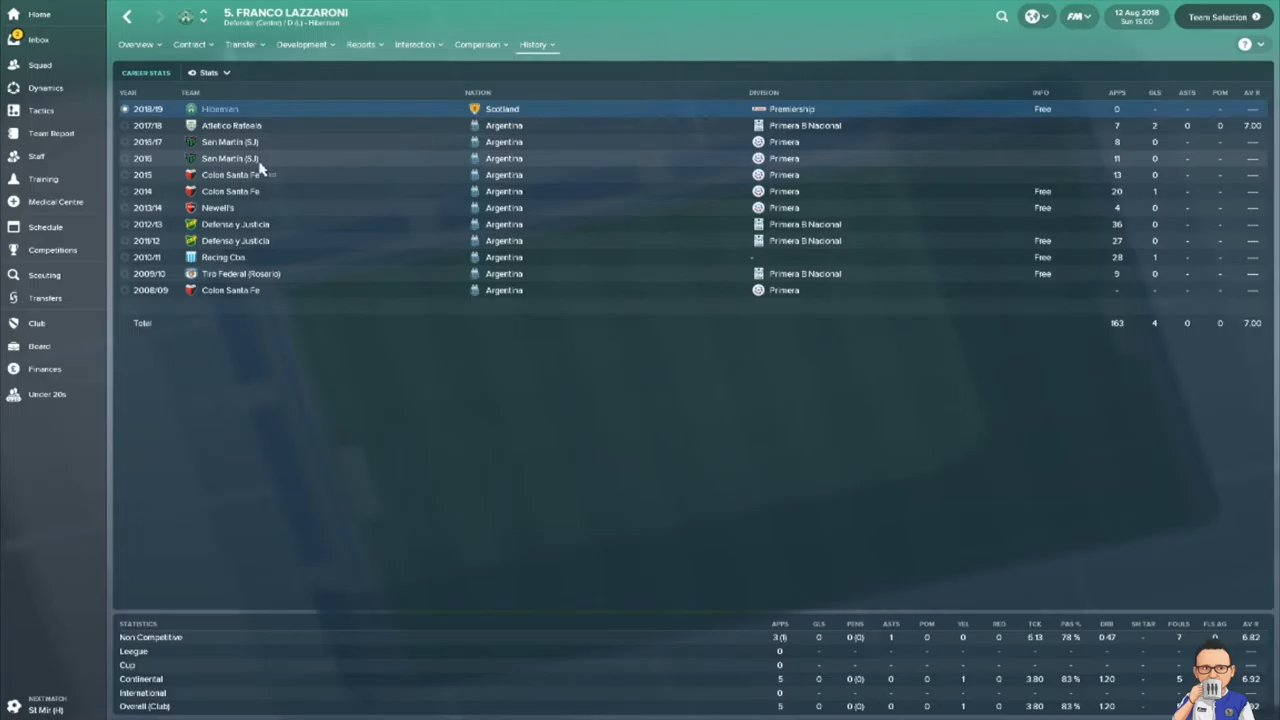 5. FRANCO LAZZARONI
Defender (Centre) / D (L) - Hibernian
12 Aug 2018
Sun 15:00
FM
Team Selection
Home
2
Inbox
Squad
Dynamics
Tactics
Team Report
Staff
Training
Medical Centre
Schedule
Competitions
Scouting
Transfers
Club
Board
Finances
Under 20s
NEXT MATCH
St Mir (H)
Overview Contract Transfer Development Reports Interaction Comparison History ?
CAREER STATS Stats
YEAR TEAM NATION DIVISION INFO APPS GLS ASTS POM AV R
2018/19 Hibernian Scotland Premiership Free 0 - - - ---
2017/18 Atletico Rafaela Argentina Primera B Nacional 7 2 0 0 7.00
2016/17 San Martin (SJ) Argentina Primera 8 0 - - ---
2016 San Martin (SJ) Argentina Primera 11 0 - - ---
2015 Colon Santa Fe Argentina Primera 13 0 - - ---
2014 Colon Santa Fe Argentina Primera Free 20 1 - - ---
2013/14 Newell's Argentina Primera Free 4 0 - - ---
2012/13 Defensa y Justicia Argentina Primera B Nacional 36 0 - - ---
2011/12 Defensa y Justicia Argentina Primera B Nacional Free 27 0 - - ---
2010/11 Racing Cba Argentina - Free 28 1 - - ---
2009/10 Tiro Federal (Rosario) Argentina Primera B Nacional Free 9 0 - - ---
2008/09 Colon Santa Fe Argentina Primera - - - - ---
Total 163 4 0 0 7.00
STATISTICS APPS GLS PENS ASTS POM YEL RED TCK PAS % DRB SH TAR FOULS FLS AG AV R
Non Competitive 3 (1) 0 0 (0) 1 0 0 0 6.13 78 % 0.47 - 7 0 6.82
League 0 - - - - - - - - - - - - ---
Cup 0 - - - - - - - - - - - - ---
Continental 5 0 0 (0) 0 0 1 0 3.80 83 % 1.20 - 5 6.92
International 0 - - - - - - - - - - - ---
Overall (Club) 5 0 0 (0) 0 0 1 0 3.80 83 % 1.20 -